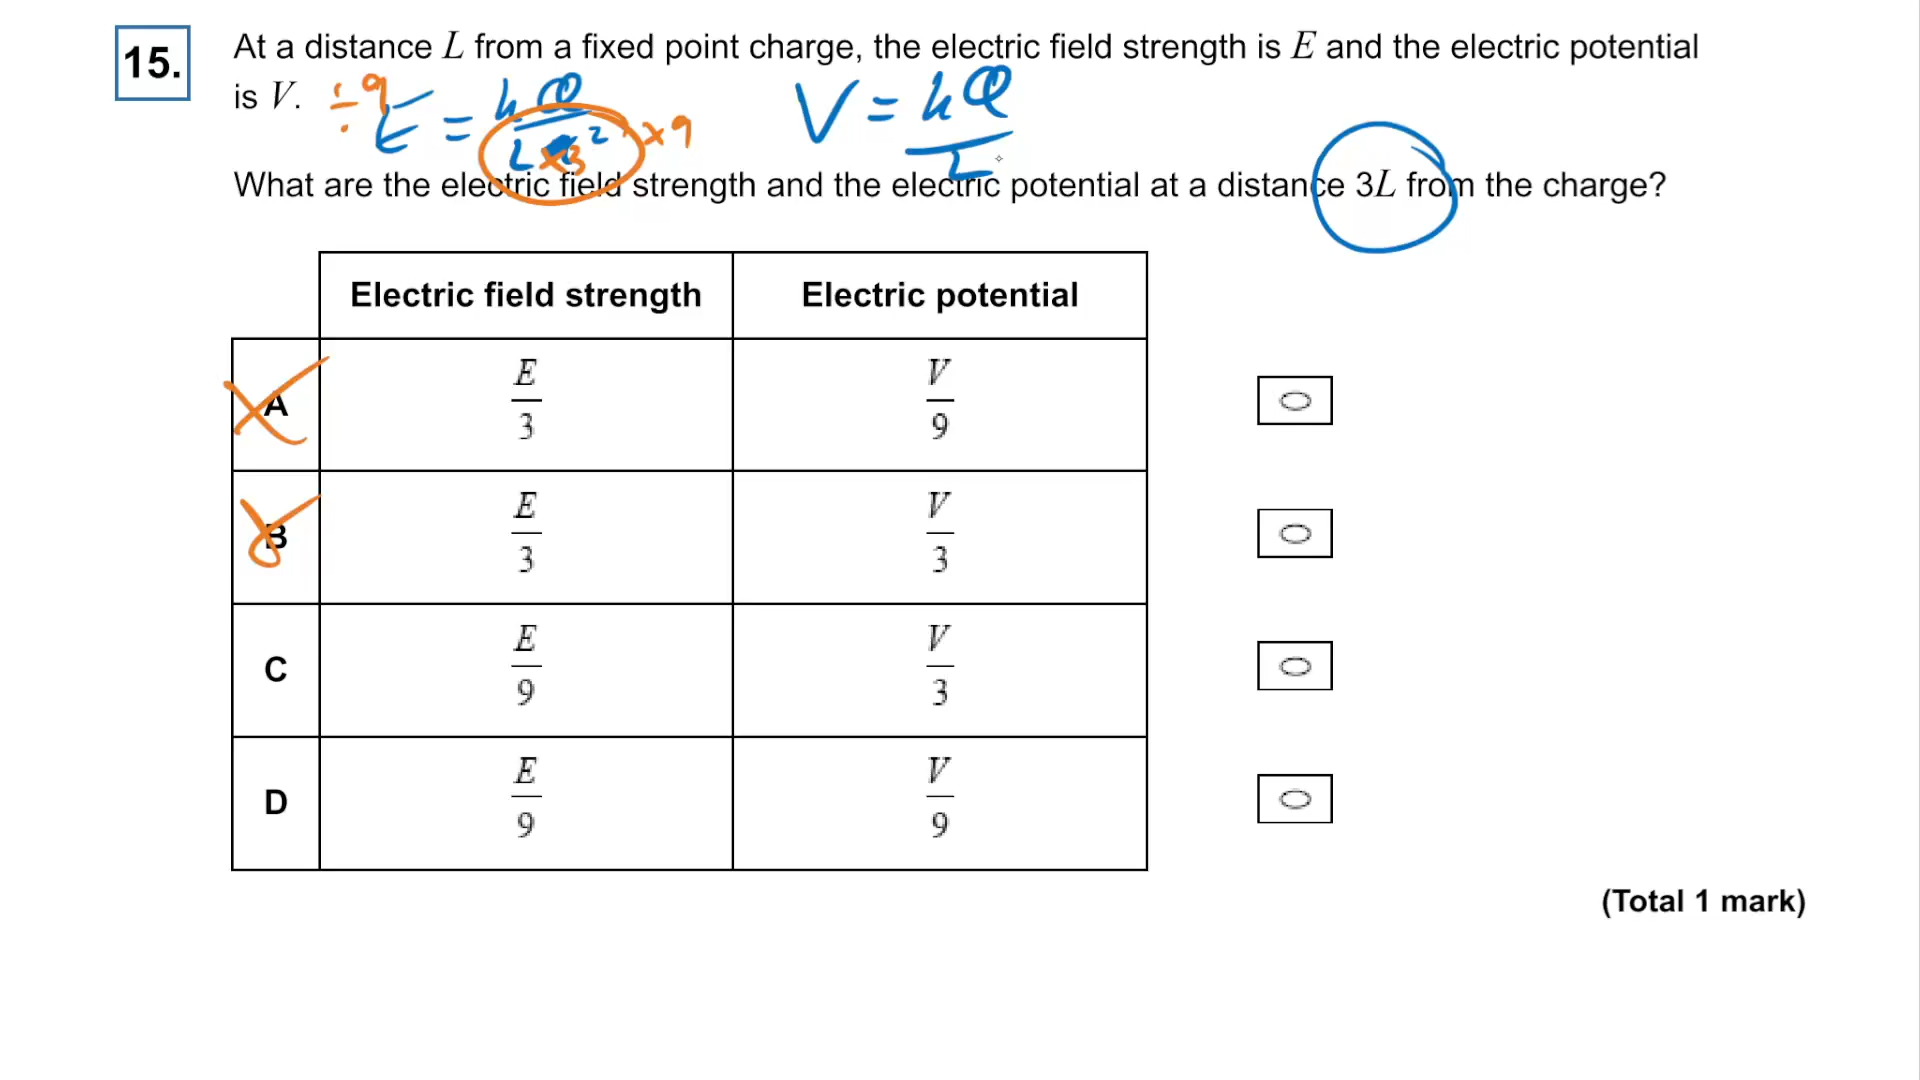 15. At a distance L from a fixed point charge, the electric field strength is E and the electric potential
is V.
÷9 E = kQ / L×3² ×9
V = kQ / L
What are the electric field strength and the electric potential at a distance 3L from the charge?
Electric field strength Electric potential
A E/3 V/9
B E/3 V/3
C E/9 V/3
D E/9 V/9
(Total 1 mark)